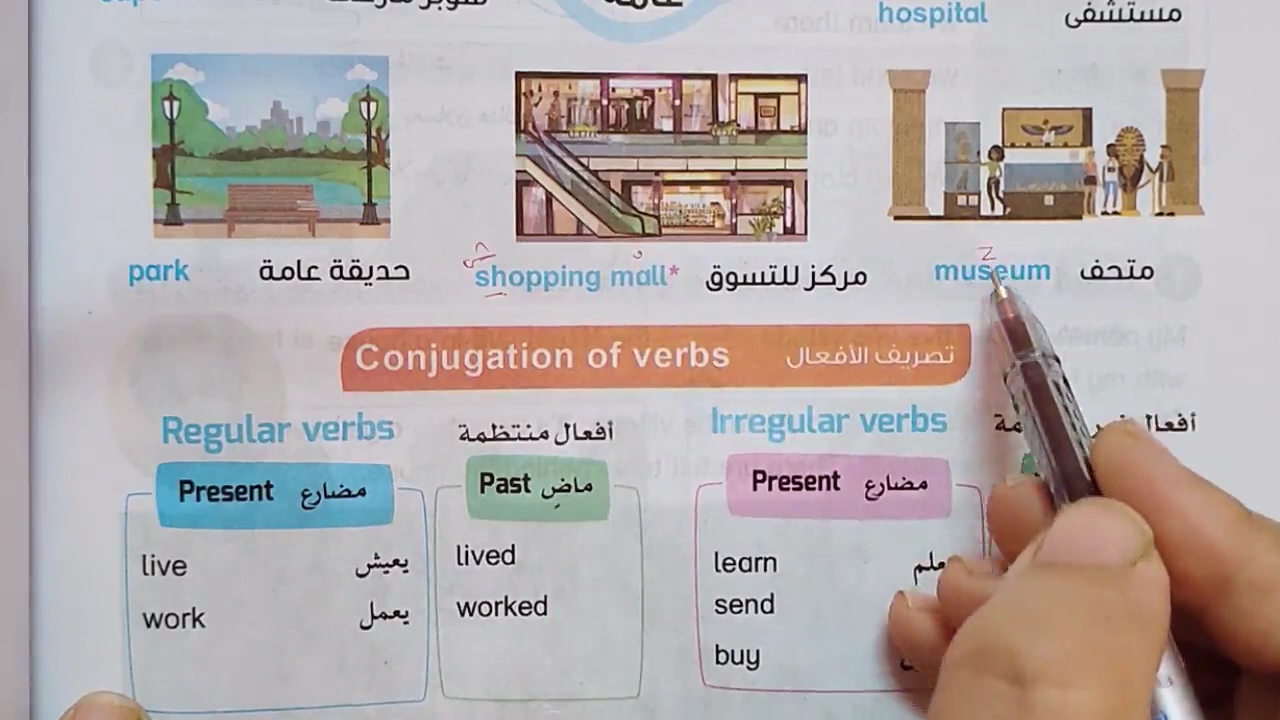 hospital مستشفى
park حديقة عامة
shopping mall* مركز للتسوق
museum متحف
ش
و
z
Conjugation of verbs تصريف الأفعال
Regular verbs أفعال منتظمة
Irregular verbs أفعال
Present مضارع
Past ماضٍ
Present مضارع
live يعيش
lived
work يعمل
worked
learn
send
buy